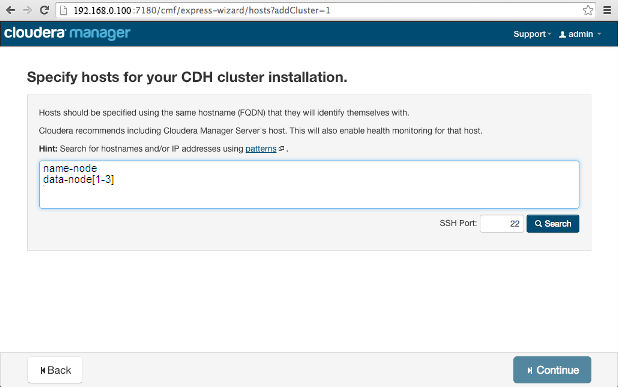 192.168.0.100:7180/cmf/express-wizard/hosts?addCluster=1
cloudera manager Support admin
Specify hosts for your CDH cluster installation.
Hosts should be specified using the same hostname (FQDN) that they will identify themselves with.
Cloudera recommends including Cloudera Manager Server's host. This will also enable health monitoring for that host.
Hint: Search for hostnames and/or IP addresses using patterns .
name-node
data-node[1-3]
SSH Port: 22 Search
Back Continue